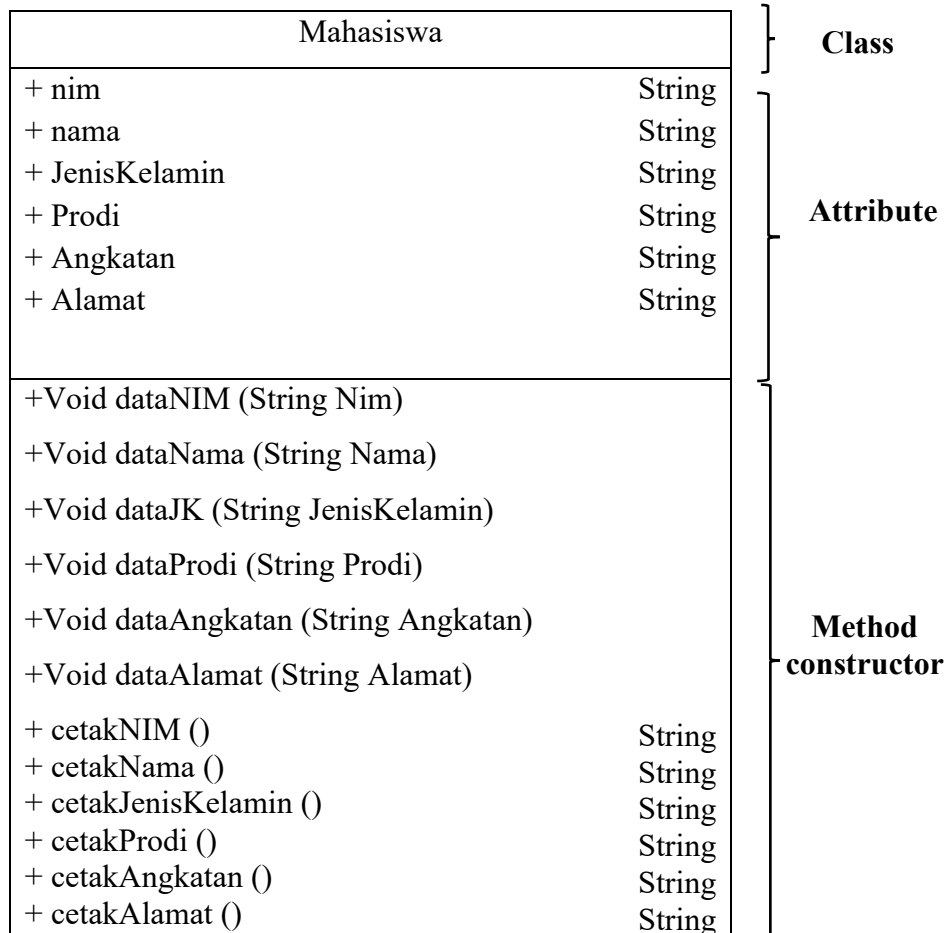 Mahasiswa
Class
+ nim String
+ nama String
+ JenisKelamin String
+ Prodi String
+ Angkatan String
+ Alamat String
Attribute
+Void dataNIM (String Nim)
+Void dataNama (String Nama)
+Void dataJK (String JenisKelamin)
+Void dataProdi (String Prodi)
+Void dataAngkatan (String Angkatan)
+Void dataAlamat (String Alamat)
+ cetakNIM () String
+ cetakNama () String
+ cetakJenisKelamin () String
+ cetakProdi () String
+ cetakAngkatan () String
+ cetakAlamat () String
Method
constructor